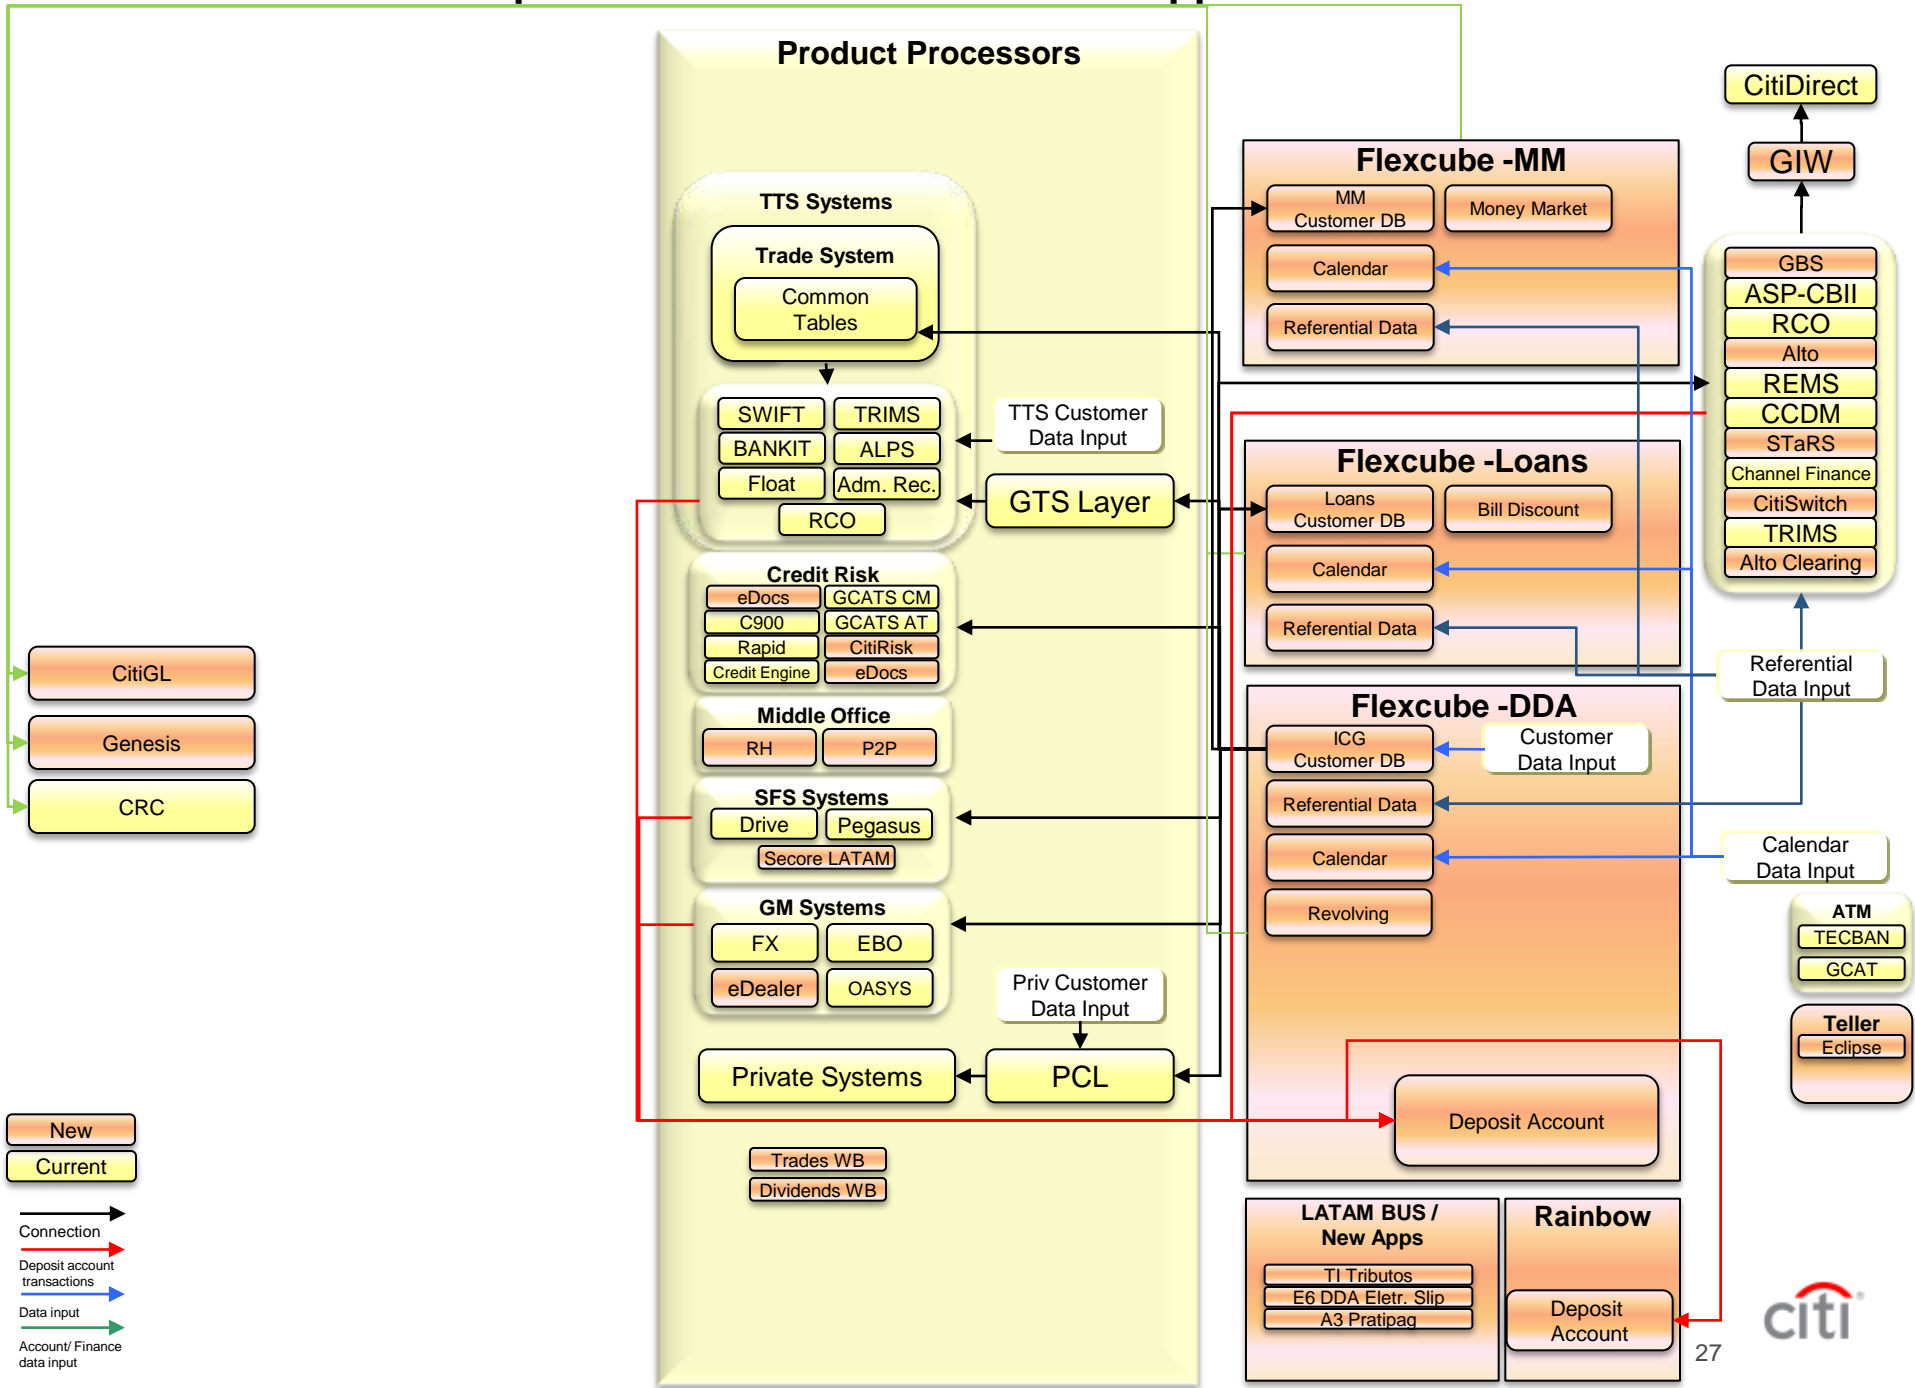 Product Processors
TTS Systems
Trade System
Common
Tables
SWIFT
TRIMS
BANKIT
ALPS
Float
Adm. Rec.
RCO
TTS Customer
Data Input
GTS Layer
Credit Risk
eDocs
GCATS CM
C900
GCATS AT
Rapid
CitiRisk
Credit Engine
eDocs
Middle Office
RH
P2P
SFS Systems
Drive
Pegasus
Secore LATAM
GM Systems
FX
EBO
eDealer
OASYS
Priv Customer
Data Input
Private Systems
PCL
Trades WB
Dividends WB
CitiGL
Genesis
CRC
New
Current
Connection
Deposit account
transactions
Data input
Account/ Finance
data input
Flexcube -MM
MM
Customer DB
Money Market
Calendar
Referential Data
Flexcube -Loans
Loans
Customer DB
Bill Discount
Calendar
Referential Data
Flexcube -DDA
ICG
Customer DB
Customer
Data Input
Referential Data
Calendar
Revolving
Deposit Account
LATAM BUS /
New Apps
TI Tributos
E6 DDA Eletr. Slip
A3 Pratipag
Rainbow
Deposit
Account
CitiDirect
GIW
GBS
ASP-CBII
RCO
Alto
REMS
CCDM
STaRS
Channel Finance
CitiSwitch
TRIMS
Alto Clearing
Referential
Data Input
Calendar
Data Input
ATM
TECBAN
GCAT
Teller
Eclipse
citi
27